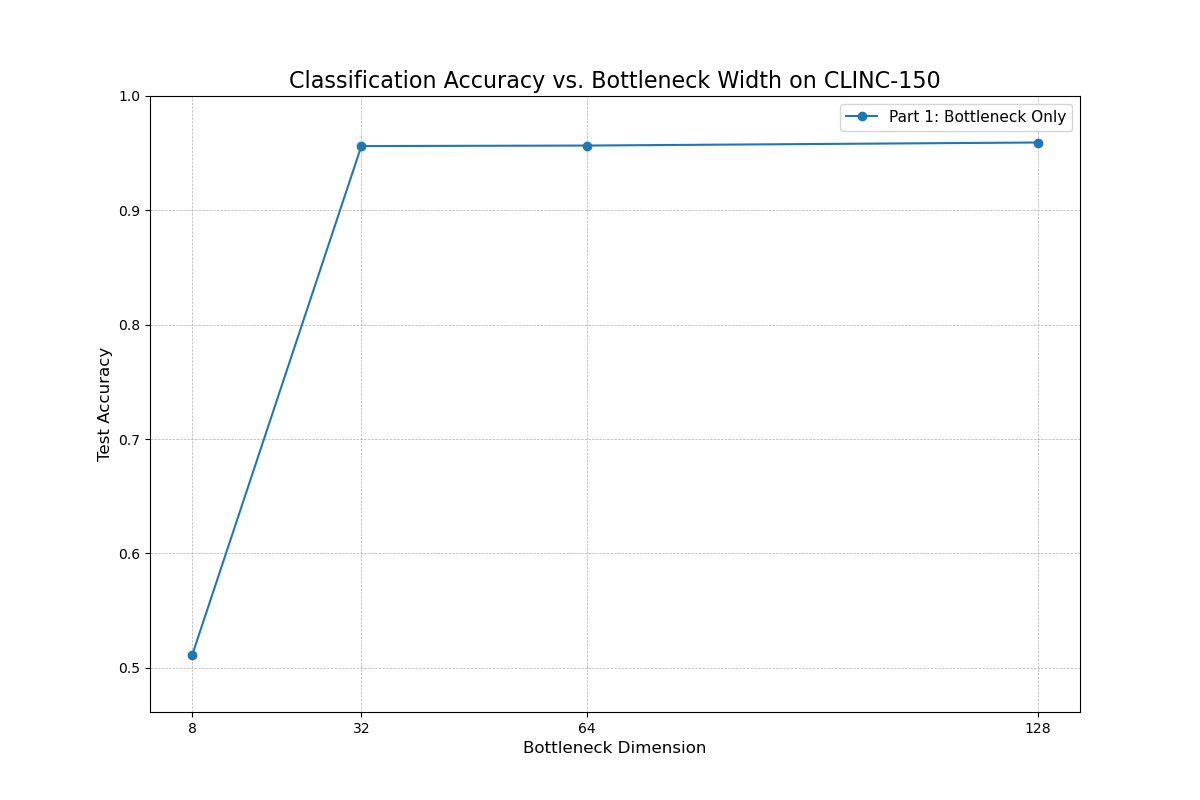 Classification Accuracy vs. Bottleneck Width on CLINC-150
Part 1: Bottleneck Only
1.0
0.9
0.8
0.7
0.6
0.5
Test Accuracy
8 32 64 128
Bottleneck Dimension